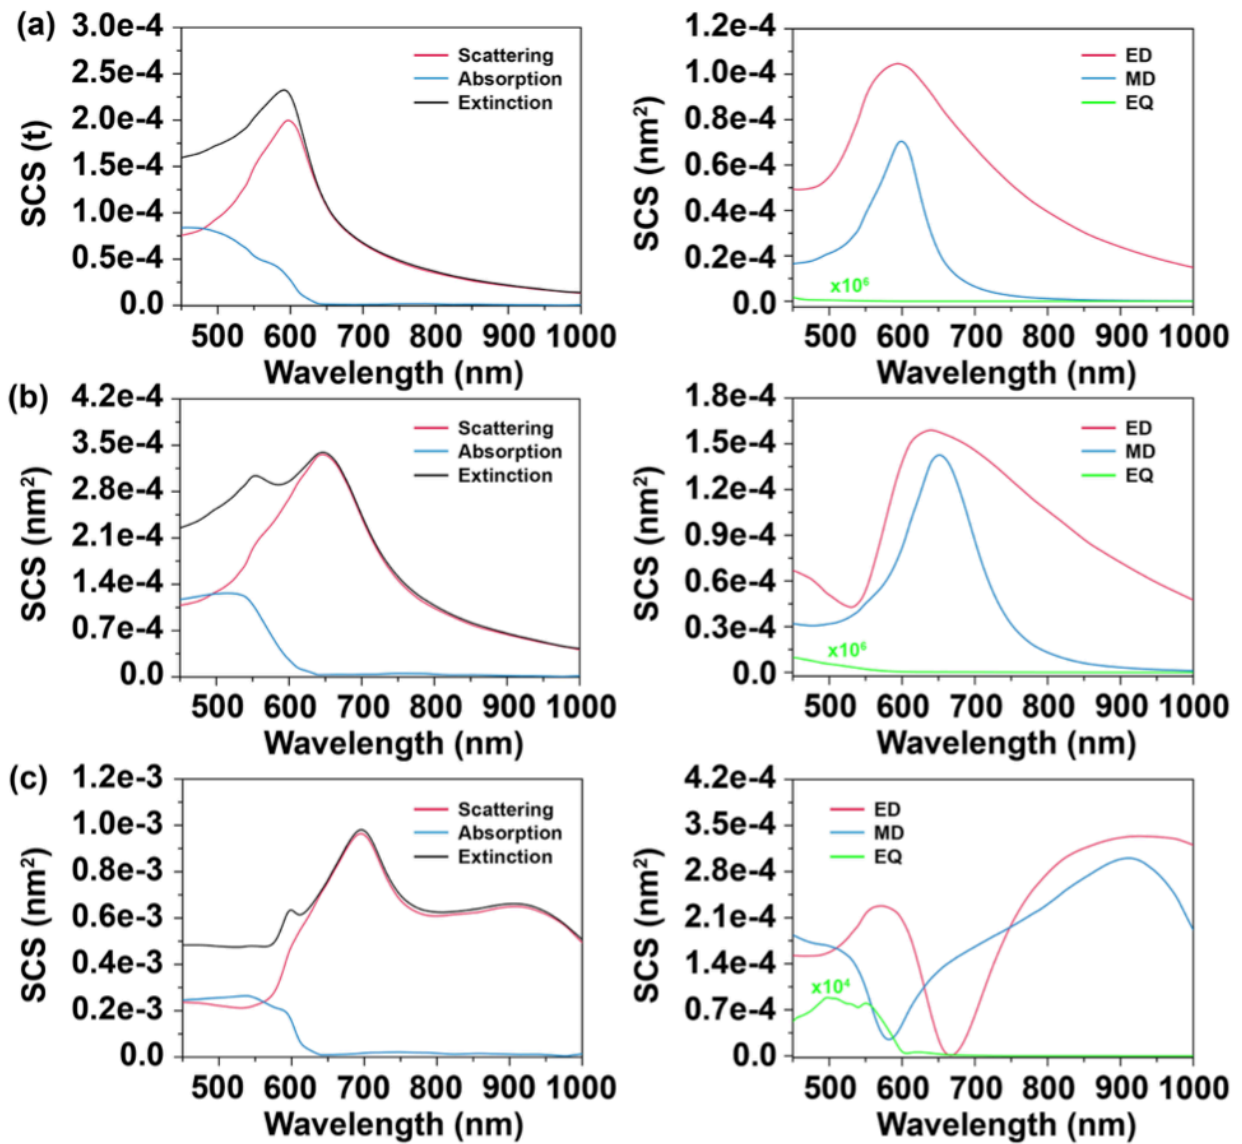 (a)
SCS (t)
3.0e-4
2.5e-4
2.0e-4
1.5e-4
1.0e-4
0.5e-4
0.0
Scattering
Absorption
Extinction
500 600 700 800 900 1000
Wavelength (nm)
SCS (nm²)
1.2e-4
1.0e-4
0.8e-4
0.6e-4
0.4e-4
0.2e-4
0.0
ED
MD
EQ
x10⁶
500 600 700 800 900 1000
Wavelength (nm)
(b)
SCS (nm²)
4.2e-4
3.5e-4
2.8e-4
2.1e-4
1.4e-4
0.7e-4
0.0
Scattering
Absorption
Extinction
500 600 700 800 900 1000
Wavelength (nm)
SCS (nm²)
1.8e-4
1.5e-4
1.2e-4
0.9e-4
0.6e-4
0.3e-4
0.0
ED
MD
EQ
x10⁶
500 600 700 800 900 1000
Wavelength (nm)
(c)
SCS (nm²)
1.2e-3
1.0e-3
0.8e-3
0.6e-3
0.4e-3
0.2e-3
0.0
Scattering
Absorption
Extinction
500 600 700 800 900 1000
Wavelength (nm)
SCS (nm²)
4.2e-4
3.5e-4
2.8e-4
2.1e-4
1.4e-4
0.7e-4
0.0
ED
MD
EQ
x10⁴
500 600 700 800 900 1000
Wavelength (nm)